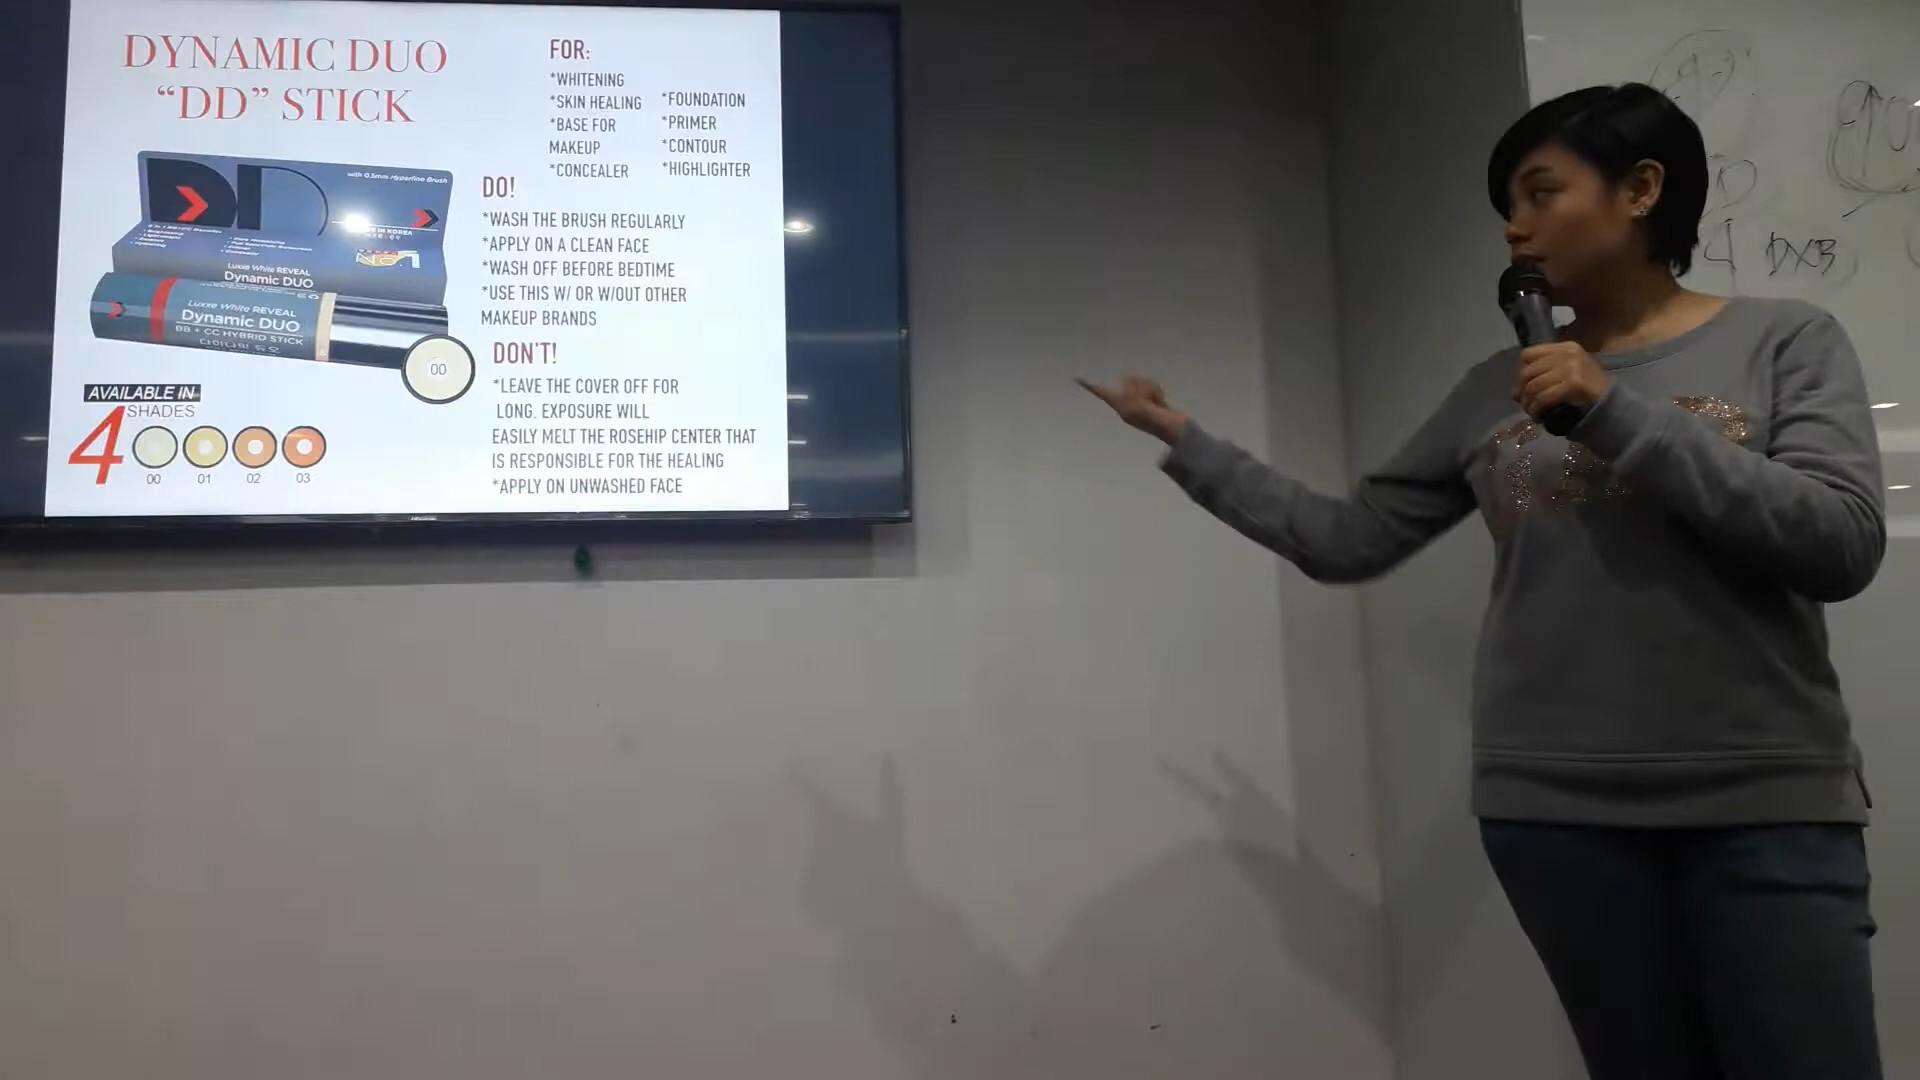 DYNAMIC DUO
“DD” STICK
with 0.5mm Hyperfine Brush
Luxxe White REVEAL
Dynamic DUO
Luxxe White REVEAL
Dynamic DUO
BB + CC HYBRID STICK
00
AVAILABLE IN
4 SHADES
00 01 02 03
FOR:
*WHITENING
*SKIN HEALING
*BASE FOR
MAKEUP
*CONCEALER
*FOUNDATION
*PRIMER
*CONTOUR
*HIGHLIGHTER
DO!
*WASH THE BRUSH REGULARLY
*APPLY ON A CLEAN FACE
*WASH OFF BEFORE BEDTIME
*USE THIS W/ OR W/OUT OTHER
MAKEUP BRANDS
DON'T!
*LEAVE THE COVER OFF FOR
LONG. EXPOSURE WILL
EASILY MELT THE ROSEHIP CENTER THAT
IS RESPONSIBLE FOR THE HEALING
*APPLY ON UNWASHED FACE
DXB